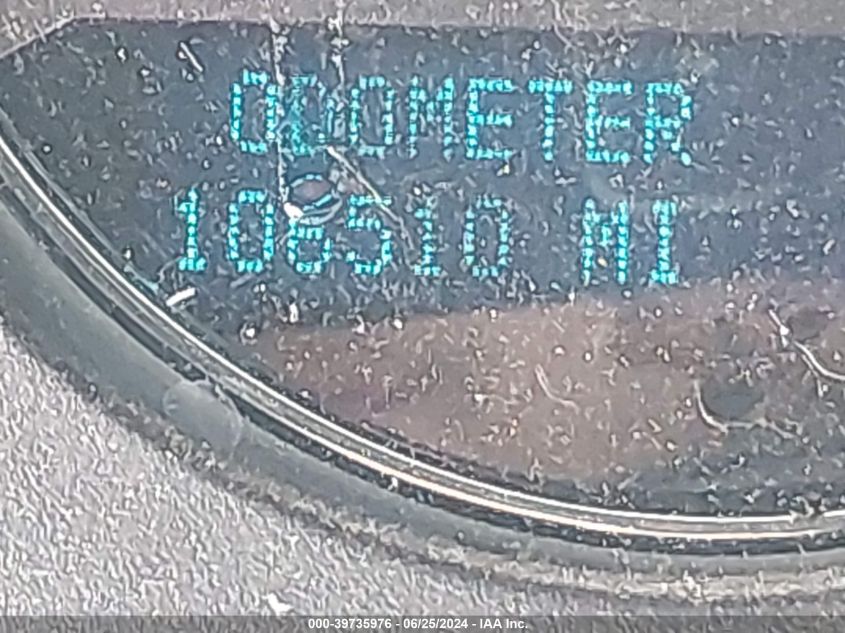 ODOMETER
106510 MI
000-39735976 - 06/25/2024 - IAA Inc.